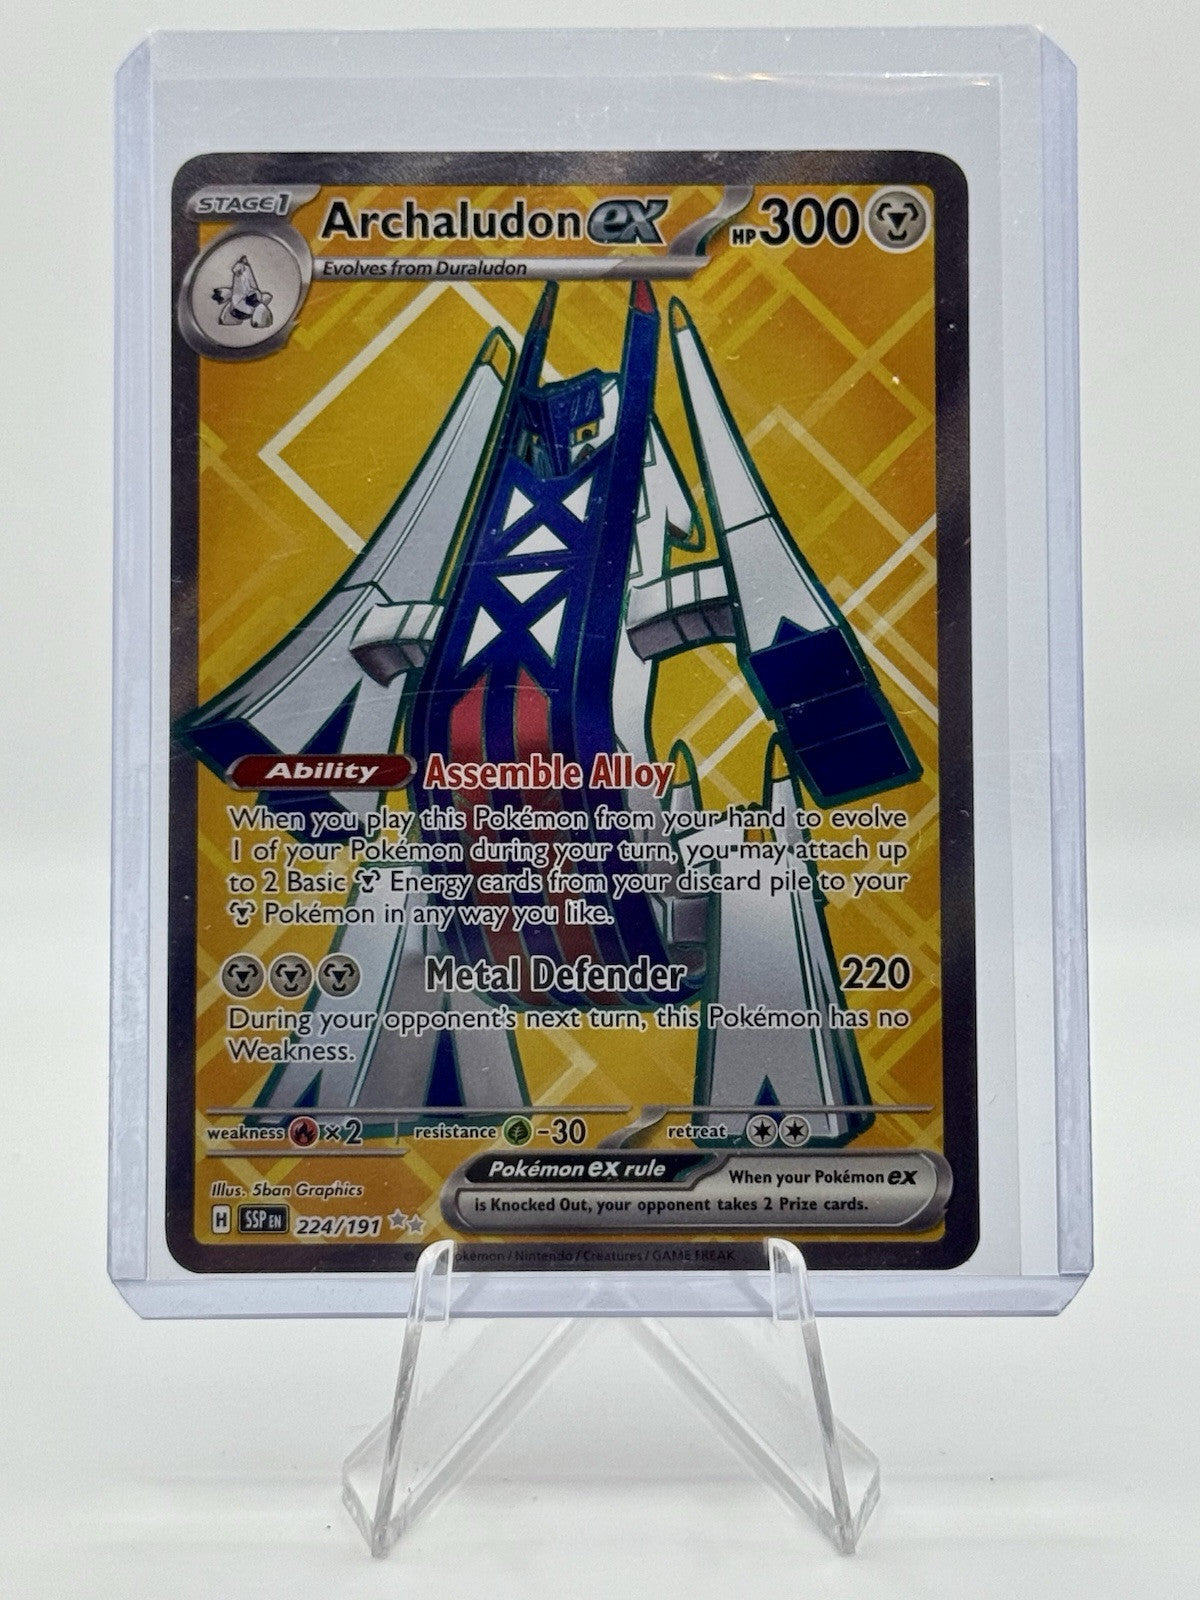 STAGE 1
Archaludon ex
HP 300
Evolves from Duraludon
Ability Assemble Alloy
When you play this Pokémon from your hand to evolve
1 of your Pokémon during your turn, you may attach up
to 2 Basic Energy cards from your discard pile to your
Pokémon in any way you like.
Metal Defender 220
During your opponent's next turn, this Pokémon has no
Weakness.
weakness ×2 resistance -30 retreat
Pokémon ex rule When your Pokémon ex
is Knocked Out, your opponent takes 2 Prize cards.
Illus. 5ban Graphics
H SSP EN 224/191
Pokémon / Nintendo / Creatures / GAME FREAK